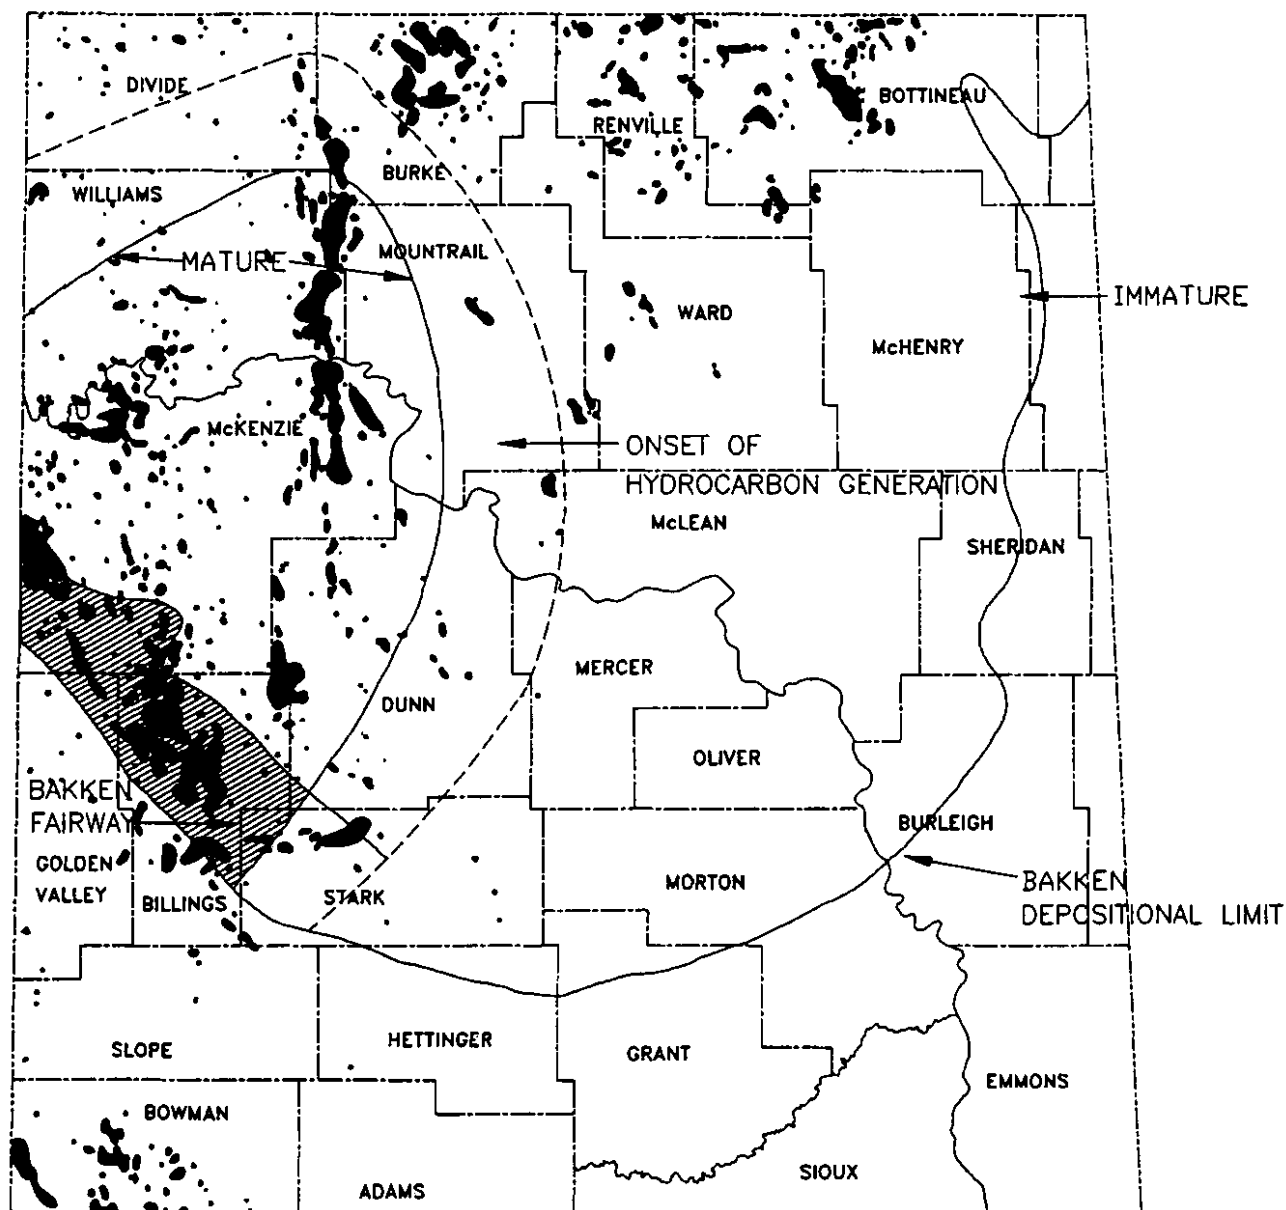 DIVIDE
BOTTINEAU
RENVILLE
BURKE
WILLIAMS
MOUNTRAIL
MATURE
IMMATURE
WARD
McHENRY
McKENZIE
ONSET OF
HYDROCARBON GENERATION
McLEAN
SHERIDAN
MERCER
DUNN
OLIVER
BAKKEN
FAIRWAY
BURLEIGH
GOLDEN
VALLEY
BILLINGS
STARK
MORTON
BAKKEN
DEPOSITIONAL LIMIT
SLOPE
HETTINGER
GRANT
EMMONS
BOWMAN
ADAMS
SIOUX